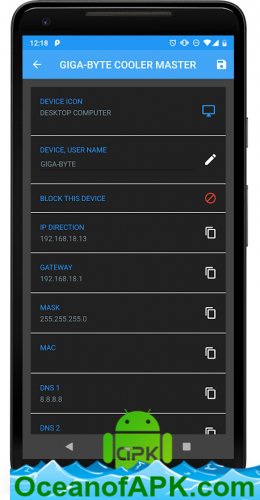 12:18
GIGA-BYTE COOLER MASTER
DEVICE ICON
DESKTOP COMPUTER
DEVICE, USER NAME
GIGA-BYTE
BLOCK THIS DEVICE
IP DIRECTION
192.168.18.13
GATEWAY
192.168.18.1
MASK
255.255.255.0
MAC
DNS 1
8.8.8.8
DNS 2
GiPK
OceanofAPK.com